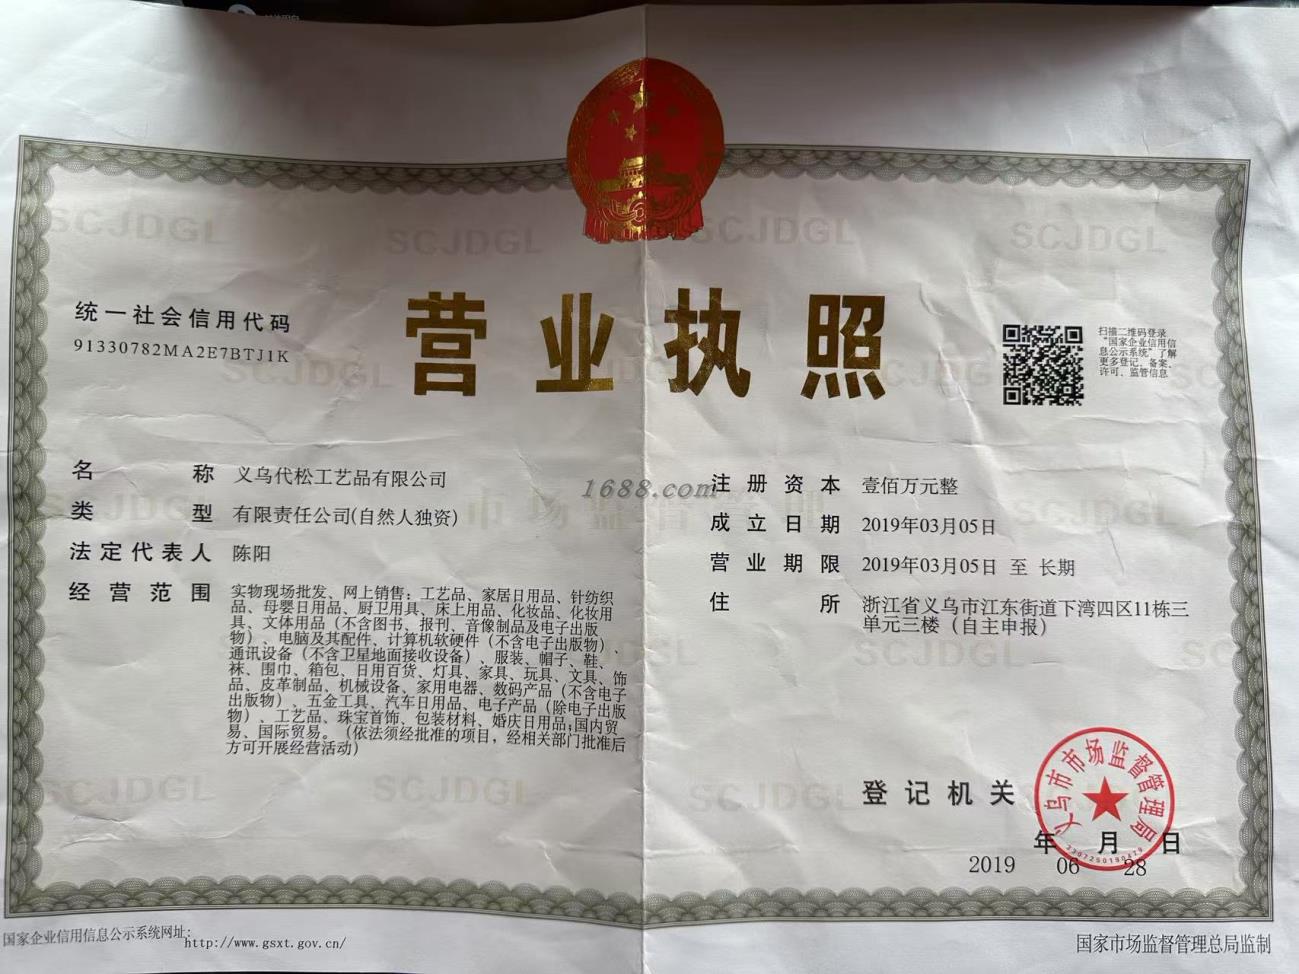 统一社会信用代码
91330782MA2E7BTJ1K
营业执照
扫描二维码登录
“国家企业信用信
息公示系统”了解
更多登记、备案、
许可、监管信息
名称 义乌代松工艺品有限公司
类型 有限责任公司(自然人独资)
法定代表人 陈阳
经营范围 实物现场批发、网上销售：工艺品、家居日用品、针纺织
品、母婴日用品、厨卫用具、床上用品、化妆品、化妆用
具、文体用品（不含图书、报刊、音像制品及电子出版
物）、电脑及其配件、计算机软硬件（不含电子出版物）、
通讯设备（不含卫星地面接收设备）、服装、帽子、鞋、
袜、围巾、箱包、日用百货、灯具、家具、玩具、文具、饰
品、皮革制品、机械设备、家用电器、数码产品（不含电子
出版物）、五金工具、汽车日用品、电子产品（除电子出版
物）、工艺品、珠宝首饰、包装材料、婚庆日用品;国内贸
易、国际贸易。（依法须经批准的项目，经相关部门批准后
方可开展经营活动）
1688.com
注册资本 壹佰万元整
成立日期 2019年03月05日
营业期限 2019年03月05日 至 长期
住所 浙江省义乌市江东街道下湾四区11栋三
单元三楼（自主申报）
登记机关
义乌市市场监督管理局
年 月 日
2019 06 28
国家企业信用信息公示系统网址:
http://www.gsxt.gov.cn/
国家市场监督管理总局监制
SCJDGL
SCJDGL
SCJDGL
SCJDGL